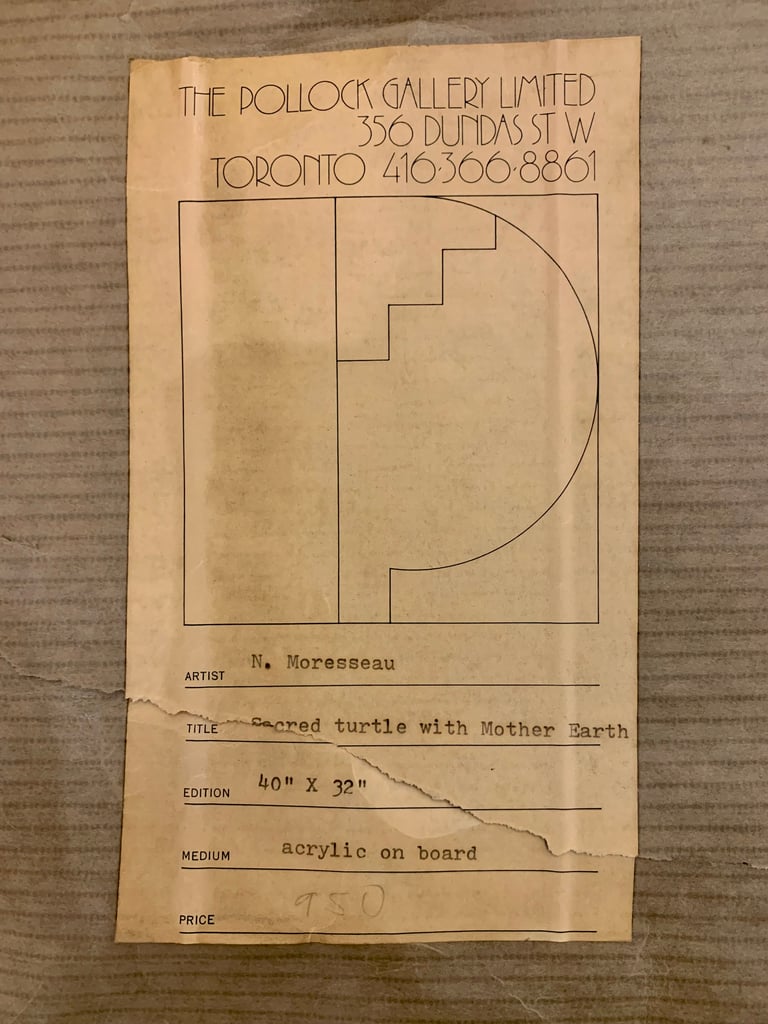 THE POLLOCK GALLERY LIMITED
356 DUNDAS ST W
TORONTO 416·366·8861
ARTIST N. Moresseau
TITLE Sacred turtle with Mother Earth
EDITION 40" X 32"
MEDIUM acrylic on board
PRICE 950